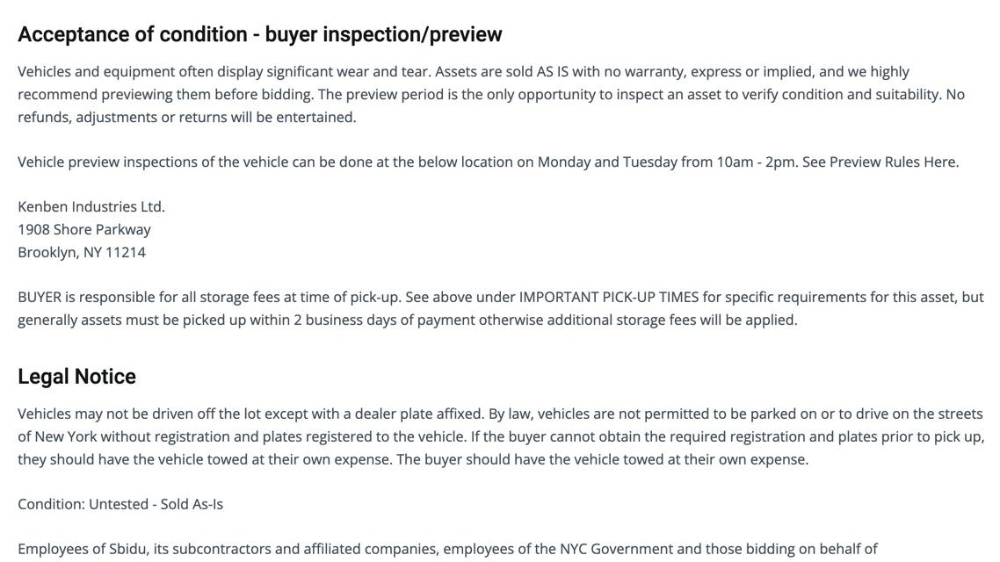 Acceptance of condition - buyer inspection/preview
Vehicles and equipment often display significant wear and tear. Assets are sold AS IS with no warranty, express or implied, and we highly
recommend previewing them before bidding. The preview period is the only opportunity to inspect an asset to verify condition and suitability. No
refunds, adjustments or returns will be entertained.
Vehicle preview inspections of the vehicle can be done at the below location on Monday and Tuesday from 10am - 2pm. See Preview Rules Here.
Kenben Industries Ltd.
1908 Shore Parkway
Brooklyn, NY 11214
BUYER is responsible for all storage fees at time of pick-up. See above under IMPORTANT PICK-UP TIMES for specific requirements for this asset, but
generally assets must be picked up within 2 business days of payment otherwise additional storage fees will be applied.
Legal Notice
Vehicles may not be driven off the lot except with a dealer plate affixed. By law, vehicles are not permitted to be parked on or to drive on the streets
of New York without registration and plates registered to the vehicle. If the buyer cannot obtain the required registration and plates prior to pick up,
they should have the vehicle towed at their own expense. The buyer should have the vehicle towed at their own expense.
Condition: Untested - Sold As-Is
Employees of Sbidu, its subcontractors and affiliated companies, employees of the NYC Government and those bidding on behalf of